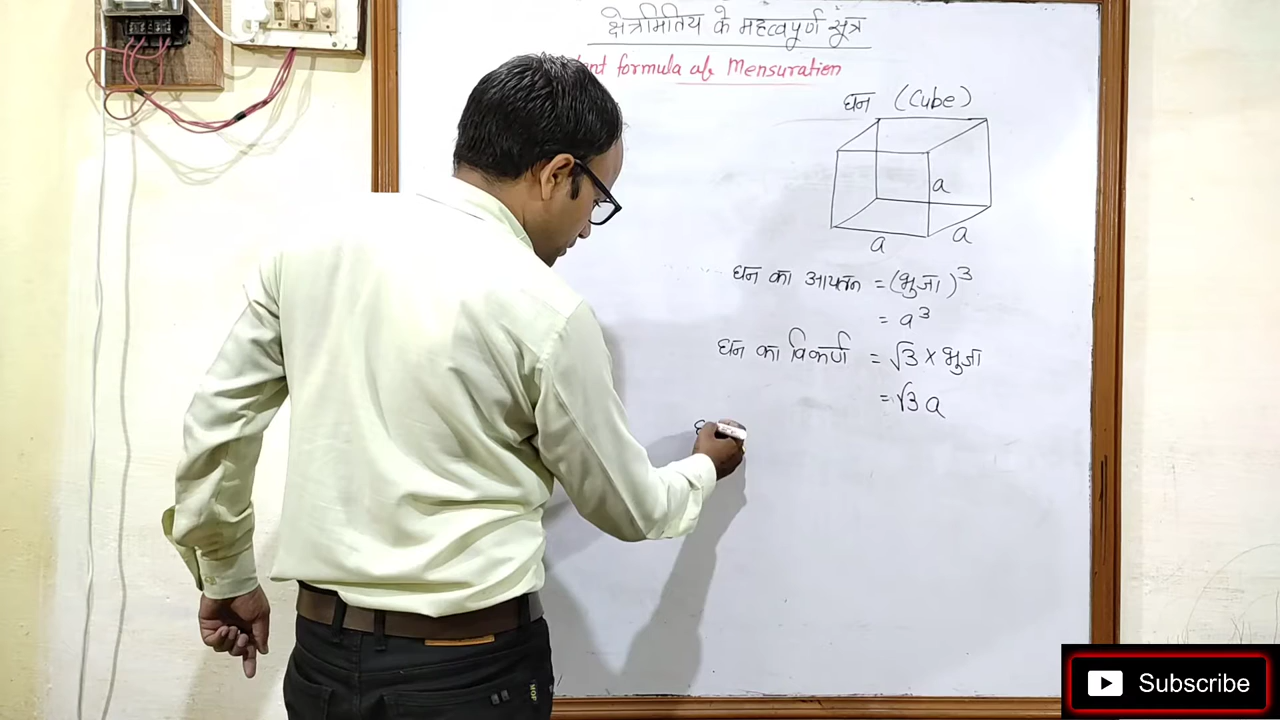 क्षेत्रमितिय के महत्वपूर्ण सूत्र
formula of Mensuration
घन (Cube)
a
a a
घन का आयतन = (भुजा)³
= a³
घन का विकर्ण = √3 × भुजा
= √3 a
Subscribe